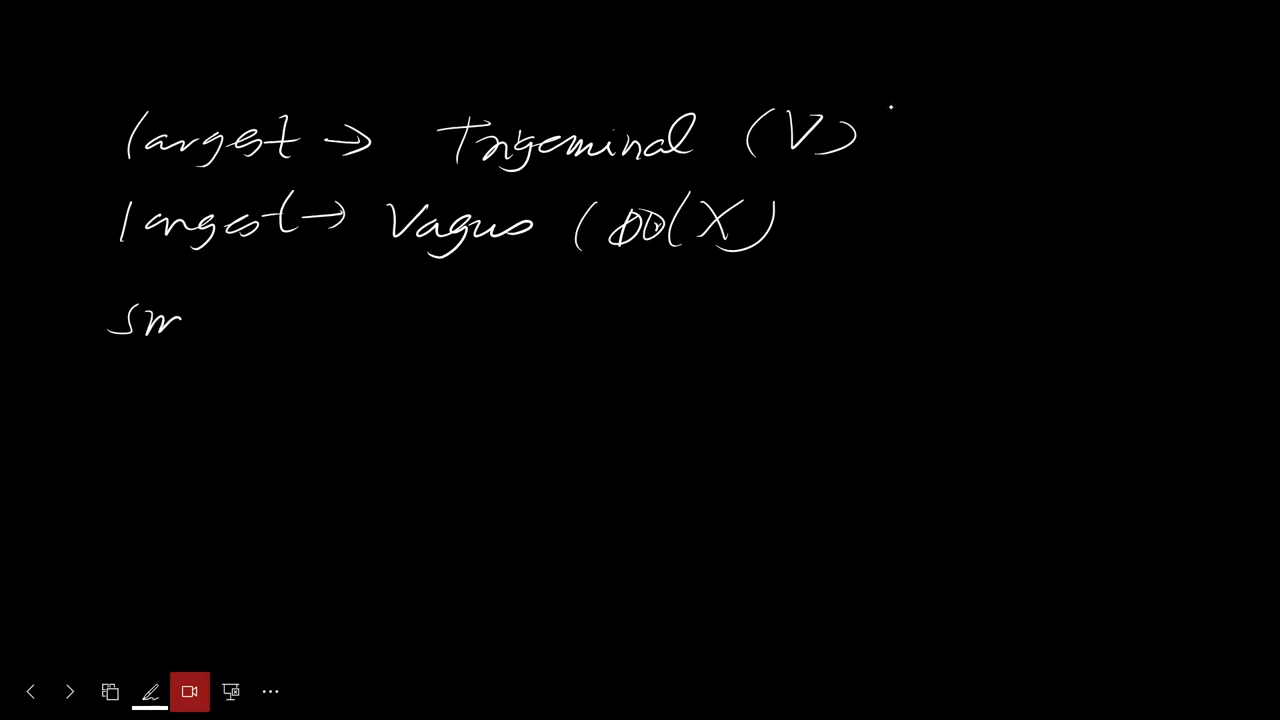 largest → Trigeminal (V)
longest → Vagus (X)
sm